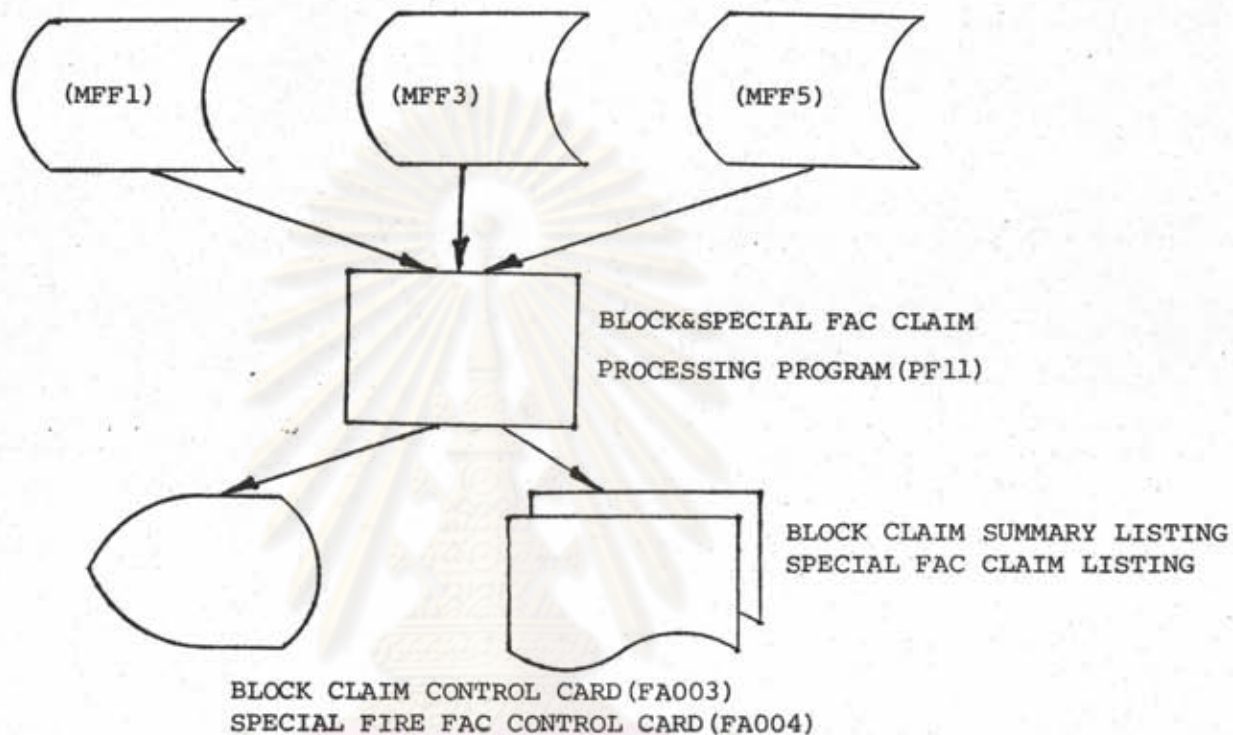 (MFF1)
(MFF3)
(MFF5)
BLOCK&SPECIAL FAC CLAIM
PROCESSING PROGRAM(PF11)
BLOCK CLAIM SUMMARY LISTING
SPECIAL FAC CLAIM LISTING
BLOCK CLAIM CONTROL CARD(FA003)
SPECIAL FIRE FAC CONTROL CARD(FA004)